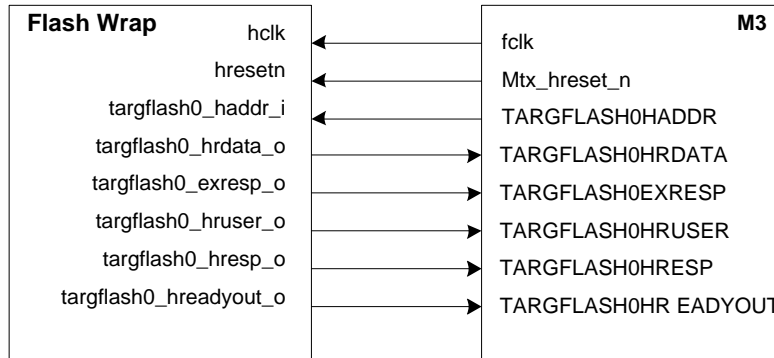 Flash Wrap
hclk
hresetn
targflash0_haddr_i
targflash0_hrdata_o
targflash0_exresp_o
targflash0_hruser_o
targflash0_hresp_o
targflash0_hreadyout_o
M3
fclk
Mtx_hreset_n
TARGFLASH0HADDR
TARGFLASH0HRDATA
TARGFLASH0EXRESP
TARGFLASH0HRUSER
TARGFLASH0HRESP
TARGFLASH0HR EADYOUT